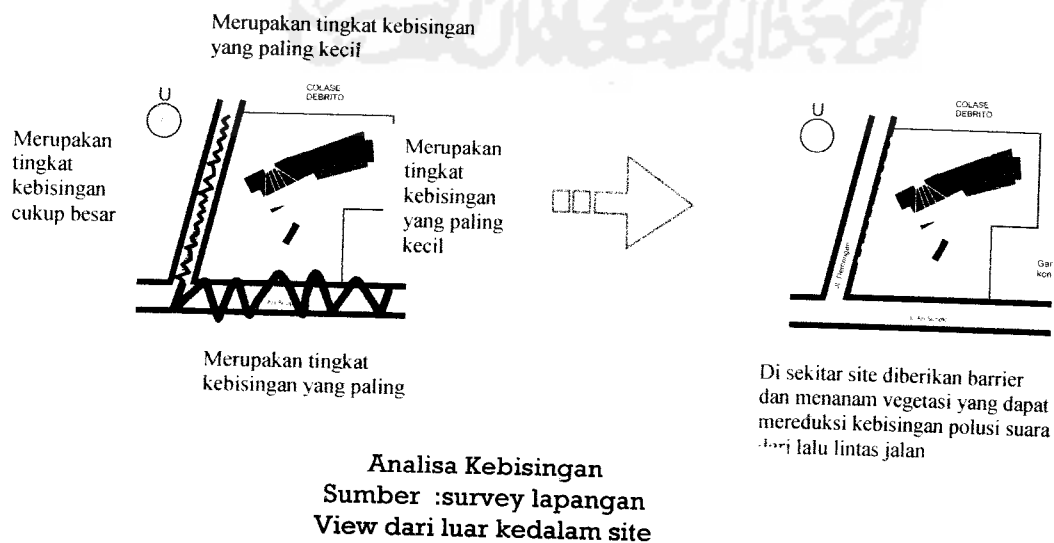 Merupakan tingkat kebisingan
yang paling kecil
U
COLASE
DEBRITO
Merupakan
tingkat
kebisingan
cukup besar
Merupakan
tingkat
kebisingan
yang paling
kecil
Merupakan tingkat
kebisingan yang paling
U
COLASE
DEBRITO
Di sekitar site diberikan barrier
dan menanam vegetasi yang dapat
mereduksi kebisingan polusi suara
dari lalu lintas jalan
Analisa Kebisingan
Sumber :survey lapangan
View dari luar kedalam site